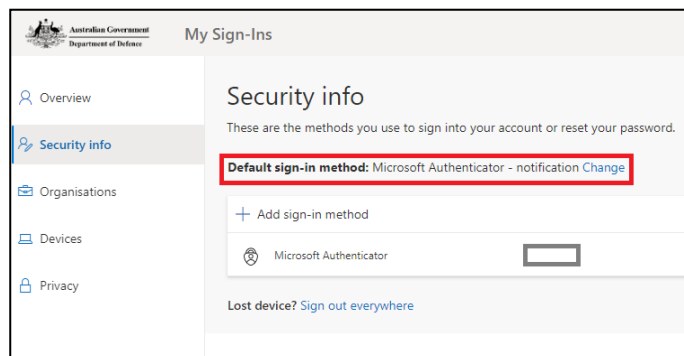 Australian Government
Department of Defence
My Sign-Ins
Overview
Security info
Organisations
Devices
Privacy
Security info
These are the methods you use to sign into your account or reset your password.
Default sign-in method: Microsoft Authenticator - notification Change
Add sign-in method
Microsoft Authenticator
Lost device? Sign out everywhere